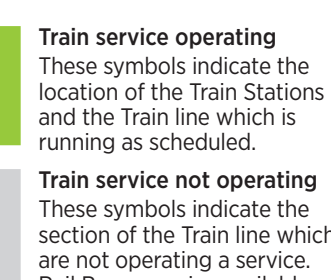 Train service operating
These symbols indicate the
location of the Train Stations
and the Train line which is
running as scheduled.
Train service not operating
These symbols indicate the
section of the Train line which
are not operating a service.